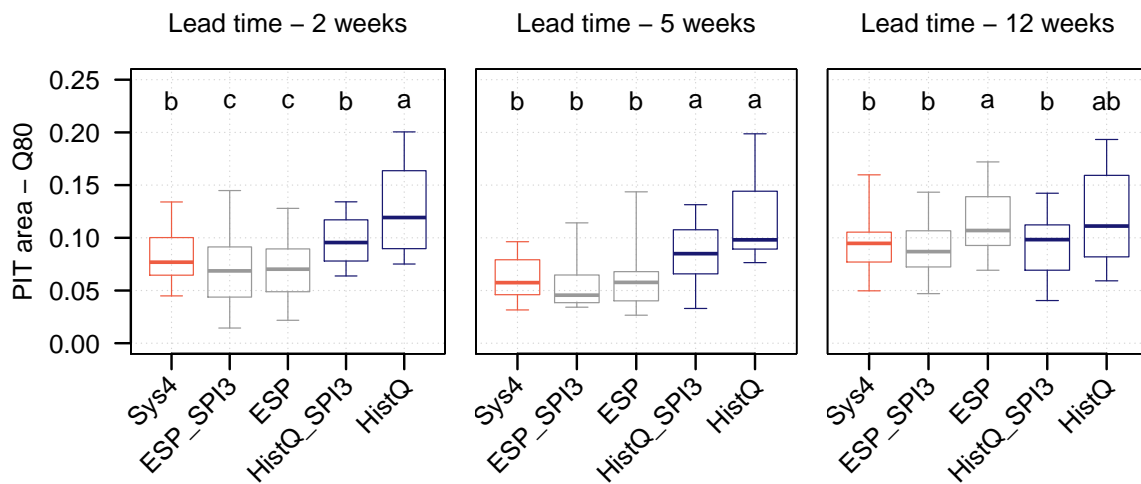 Lead time – 2 weeks
Lead time – 5 weeks
Lead time – 12 weeks
PIT area – Q80
0.25
0.20
0.15
0.10
0.05
0.00
b c c b a
b b b a a
b b a b ab
Sys4 ESP_SPI3 ESP HistQ_SPI3 HistQ
Sys4 ESP_SPI3 ESP HistQ_SPI3 HistQ
Sys4 ESP_SPI3 ESP HistQ_SPI3 HistQ